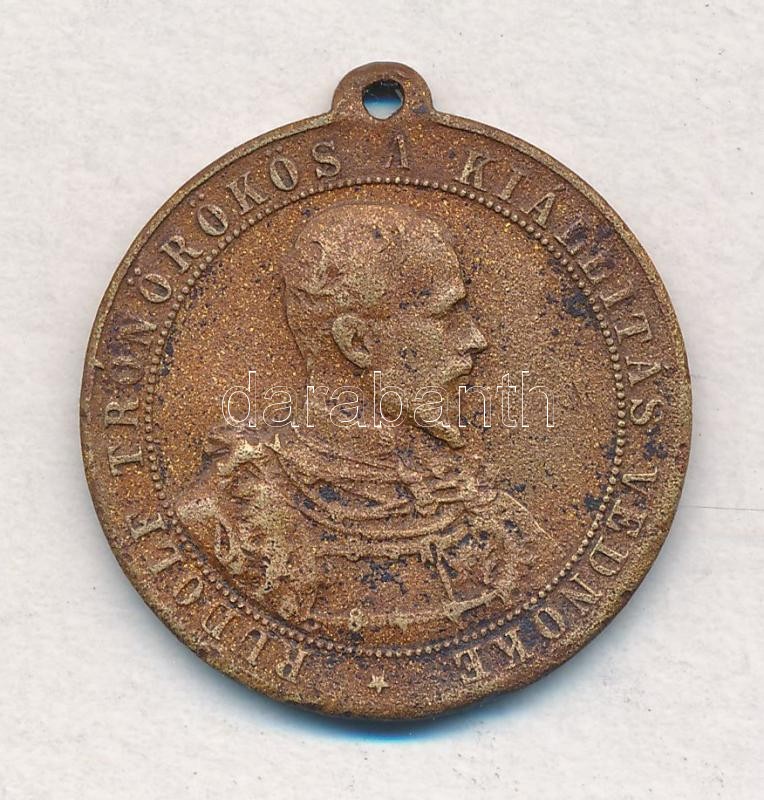 RUDOLF TRÓNÖRÖKÖS A KIÁLLITÁS VÉDNÖKE
darabanth